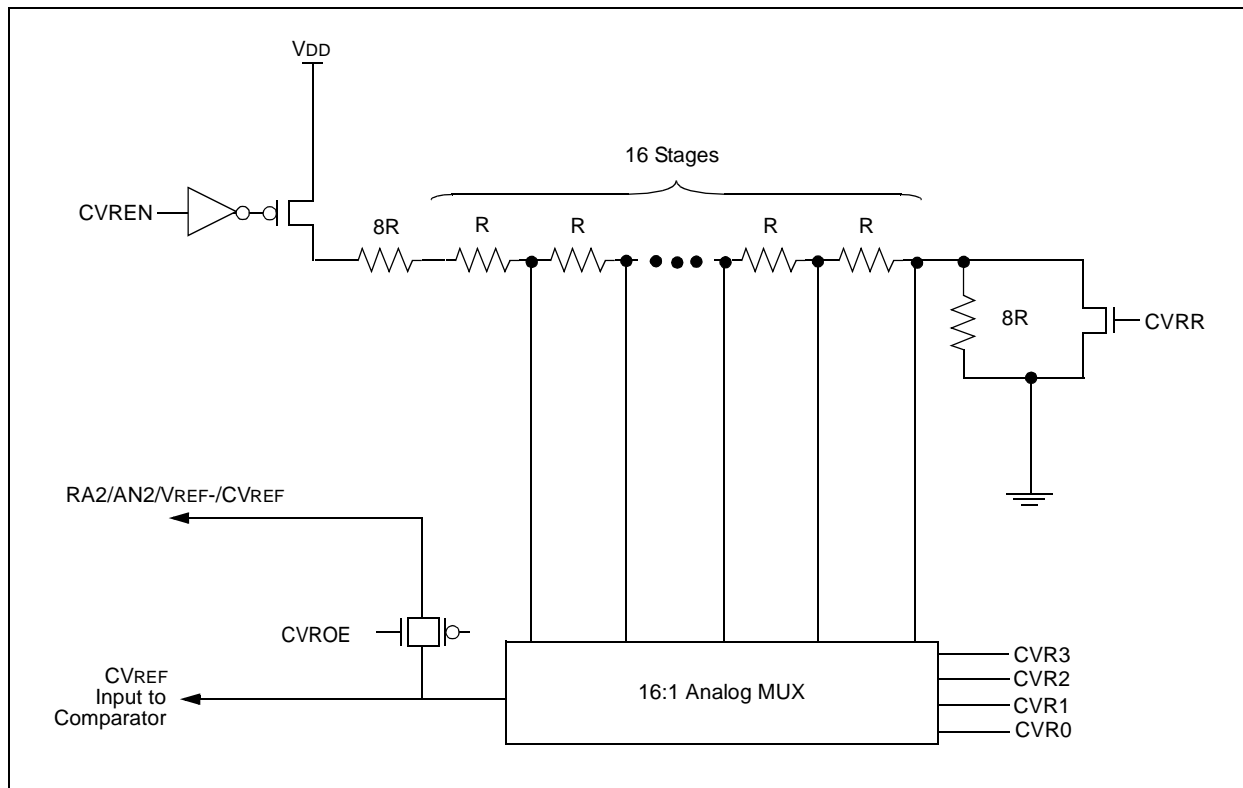 VDD
16 Stages
CVREN
8R
R
R
R
R
8R
CVRR
RA2/AN2/VREF-/CVREF
CVROE
CVREF
Input to
Comparator
16:1 Analog MUX
CVR3
CVR2
CVR1
CVR0